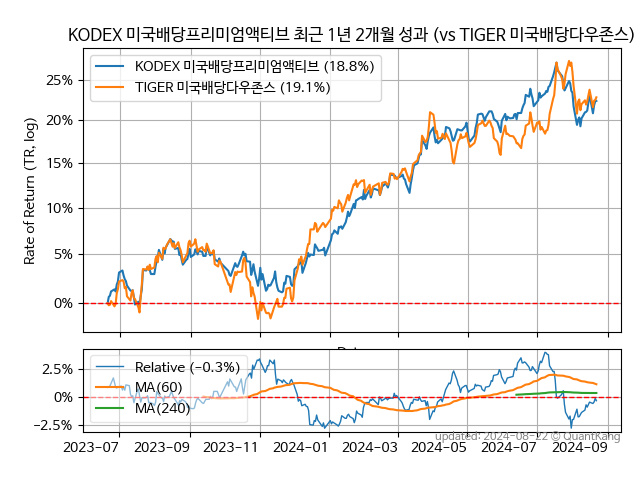 KODEX 미국배당프리미엄액티브 최근 1년 2개월 성과 (vs TIGER 미국배당다우존스)
KODEX 미국배당프리미엄액티브 (18.8%)
TIGER 미국배당다우존스 (19.1%)
Rate of Return (TR, log)
25%
20%
15%
10%
5%
0%
Relative (−0.3%)
MA(60)
MA(240)
2.5%
0%
−2.5%
2023-07
2023-09
2023-11
2024-01
2024-03
2024-05
2024-07
2024-09
updated: 2024-08-22 © QuantKang